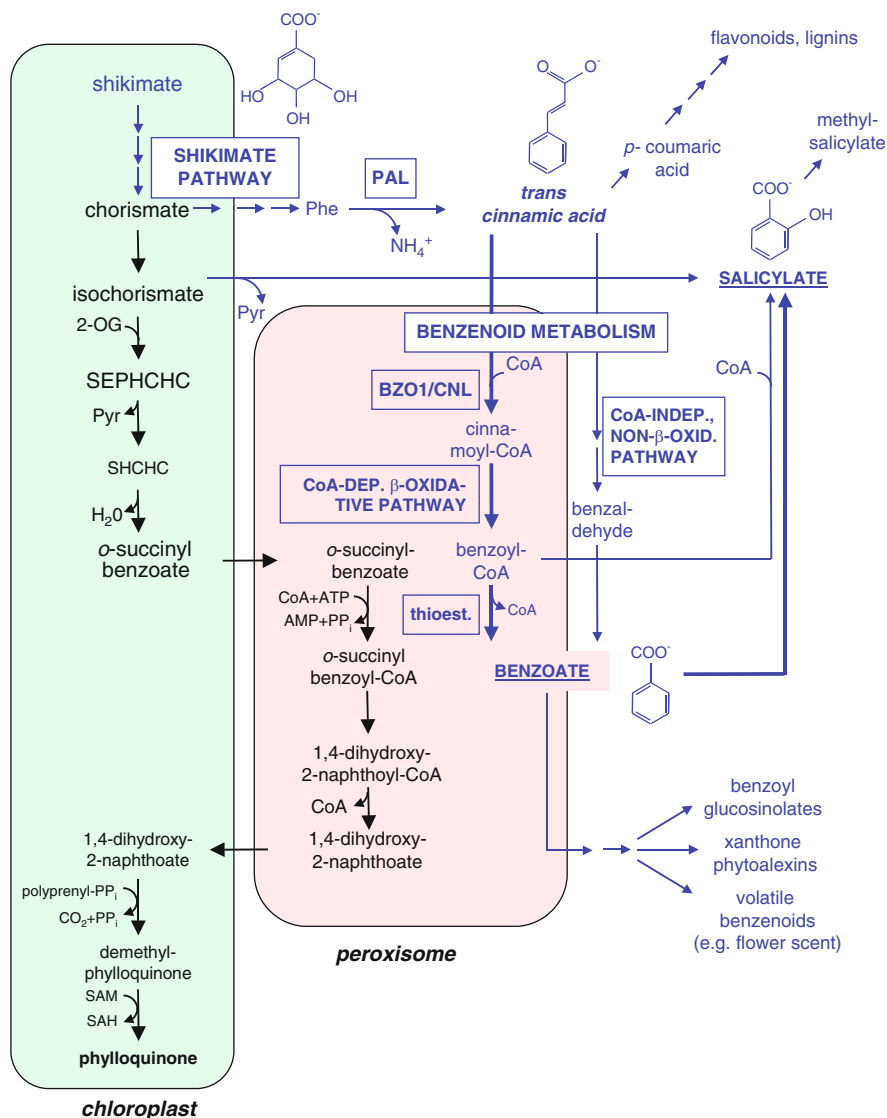 COO⁻
HO
OH
OH
shikimate
SHIKIMATE
PATHWAY
chorismate
Phe
PAL
NH₄⁺
O
O⁻
trans
cinnamic acid
p- coumaric
acid
flavonoids, lignins
methyl-
salicylate
COO⁻
OH
SALICYLATE
isochorismate
Pyr
2-OG
SEPHCHC
Pyr
SHCHC
H₂0
o-succinyl
benzoate
BENZENOID METABOLISM
CoA
BZO1/CNL
cinna-
moyl-CoA
CoA-DEP. β-OXIDA-
TIVE PATHWAY
CoA-INDEP.,
NON-β-OXID.
PATHWAY
CoA
benzal-
dehyde
o-succinyl-
benzoate
benzoyl-
CoA
CoA+ATP
AMP+PPᵢ
thioest.
CoA
o-succinyl
benzoyl-CoA
BENZOATE
COO⁻
1,4-dihydroxy-
2-naphthoyl-CoA
CoA
1,4-dihydroxy-
2-naphthoate
1,4-dihydroxy-
2-naphthoate
polyprenyl-PPᵢ
CO₂+PPᵢ
demethyl-
phylloquinone
SAM
SAH
phylloquinone
benzoyl
glucosinolates
xanthone
phytoalexins
volatile
benzenoids
(e.g. flower scent)
peroxisome
chloroplast